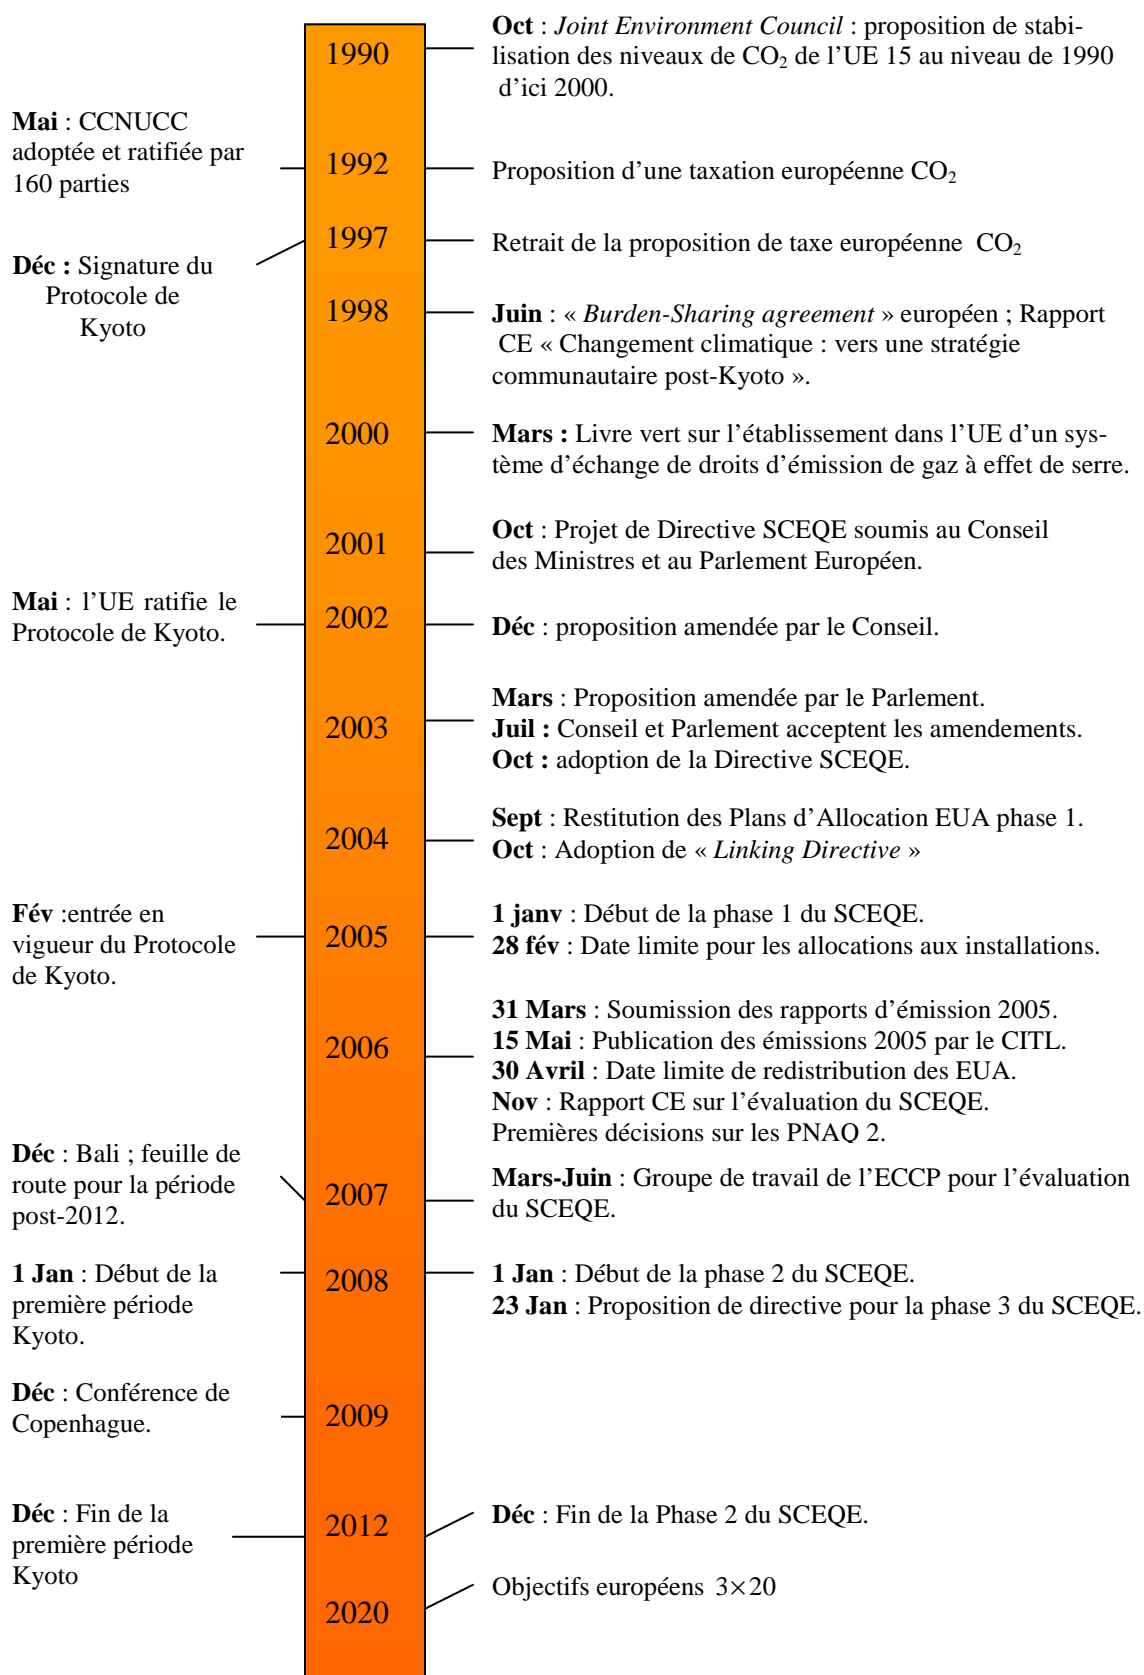 1990
Oct : Joint Environment Council : proposition de stabi-
lisation des niveaux de CO₂ de l’UE 15 au niveau de 1990
d’ici 2000.
Mai : CCNUCC
adoptée et ratifiée par
160 parties
1992
Proposition d’une taxation européenne CO₂
Déc : Signature du
Protocole de
Kyoto
1997
Retrait de la proposition de taxe européenne CO₂
1998
Juin : « Burden-Sharing agreement » européen ; Rapport
CE « Changement climatique : vers une stratégie
communautaire post-Kyoto ».
2000
Mars : Livre vert sur l’établissement dans l’UE d’un sys-
tème d’échange de droits d’émission de gaz à effet de serre.
2001
Oct : Projet de Directive SCEQE soumis au Conseil
des Ministres et au Parlement Européen.
Mai : l’UE ratifie le
Protocole de Kyoto.
2002
Déc : proposition amendée par le Conseil.
2003
Mars : Proposition amendée par le Parlement.
Juil : Conseil et Parlement acceptent les amendements.
Oct : adoption de la Directive SCEQE.
2004
Sept : Restitution des Plans d’Allocation EUA phase 1.
Oct : Adoption de « Linking Directive »
Fév :entrée en
vigueur du Protocole
de Kyoto.
2005
1 janv : Début de la phase 1 du SCEQE.
28 fév : Date limite pour les allocations aux installations.
2006
31 Mars : Soumission des rapports d’émission 2005.
15 Mai : Publication des émissions 2005 par le CITL.
30 Avril : Date limite de redistribution des EUA.
Nov : Rapport CE sur l’évaluation du SCEQE.
Premières décisions sur les PNAQ 2.
Déc : Bali ; feuille de
route pour la période
post-2012.
2007
Mars-Juin : Groupe de travail de l’ECCP pour l’évaluation
du SCEQE.
1 Jan : Début de la
première période
Kyoto.
2008
1 Jan : Début de la phase 2 du SCEQE.
23 Jan : Proposition de directive pour la phase 3 du SCEQE.
Déc : Conférence de
Copenhague.
2009
Déc : Fin de la
première période
Kyoto
2012
Déc : Fin de la Phase 2 du SCEQE.
2020
Objectifs européens 3×20